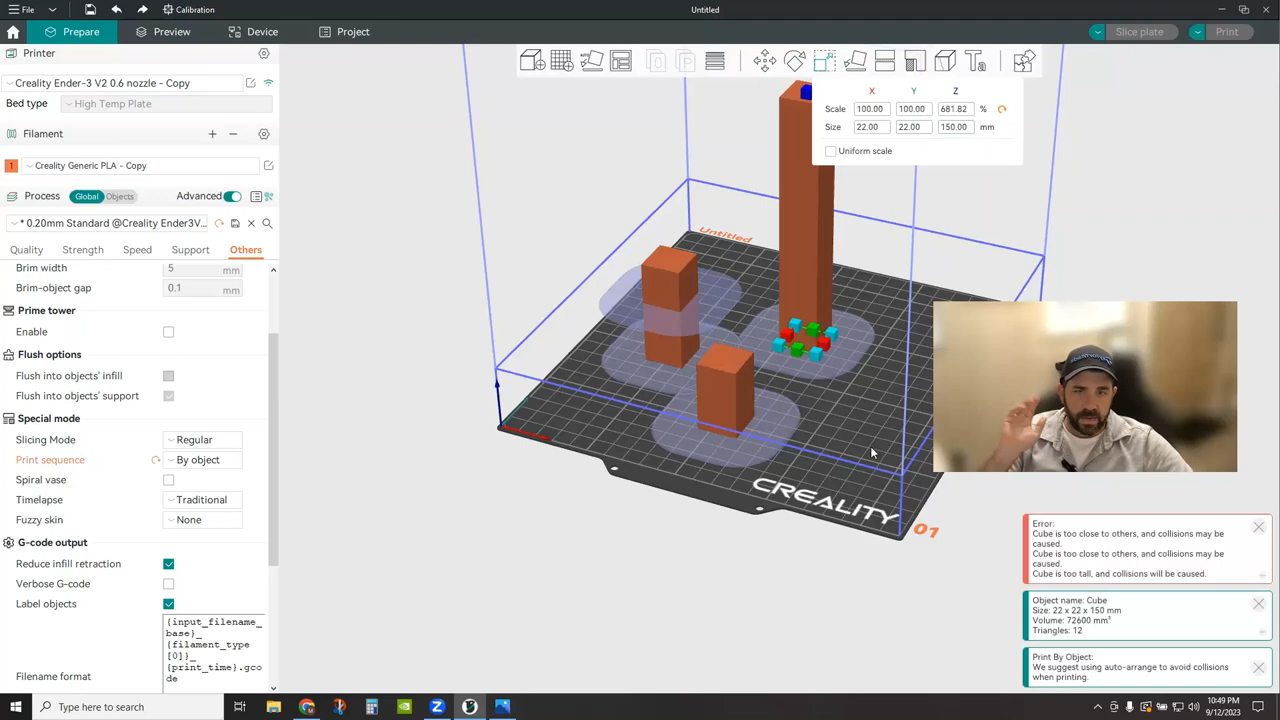 File
Calibration
Untitled
Prepare
Preview
Device
Project
Slice plate
Print
Printer
Creality Ender-3 V2 0.6 nozzle - Copy
Bed type
High Temp Plate
Filament
1
Creality Generic PLA - Copy
Process
Global
Objects
Advanced
* 0.20mm Standard @Creality Ender3V...
Quality
Strength
Speed
Support
Others
Brim width
5
mm
Brim-object gap
0.1
mm
Prime tower
Enable
Flush options
Flush into objects' infill
Flush into objects' support
Special mode
Slicing Mode
Regular
Print sequence
By object
Spiral vase
Timelapse
Traditional
Fuzzy skin
None
G-code output
Reduce infill retraction
Verbose G-code
Label objects
Filename format
{input_filename_
base}_
{filament_type
[0]}_
{print_time}.gco
de
X
Y
Z
Scale
100.00
100.00
681.82
%
Size
22.00
22.00
150.00
mm
Uniform scale
Untitled
CREALITY
01
Error:
Cube is too close to others, and collisions may be
caused.
Cube is too close to others, and collisions may be
caused.
Cube is too tall, and collisions will be caused.
Object name: Cube
Size: 22 x 22 x 150 mm
Volume: 72600 mm³
Triangles: 12
Print By Object:
We suggest using auto-arrange to avoid collisions
when printing.
Type here to search
10:49 PM
9/12/2023